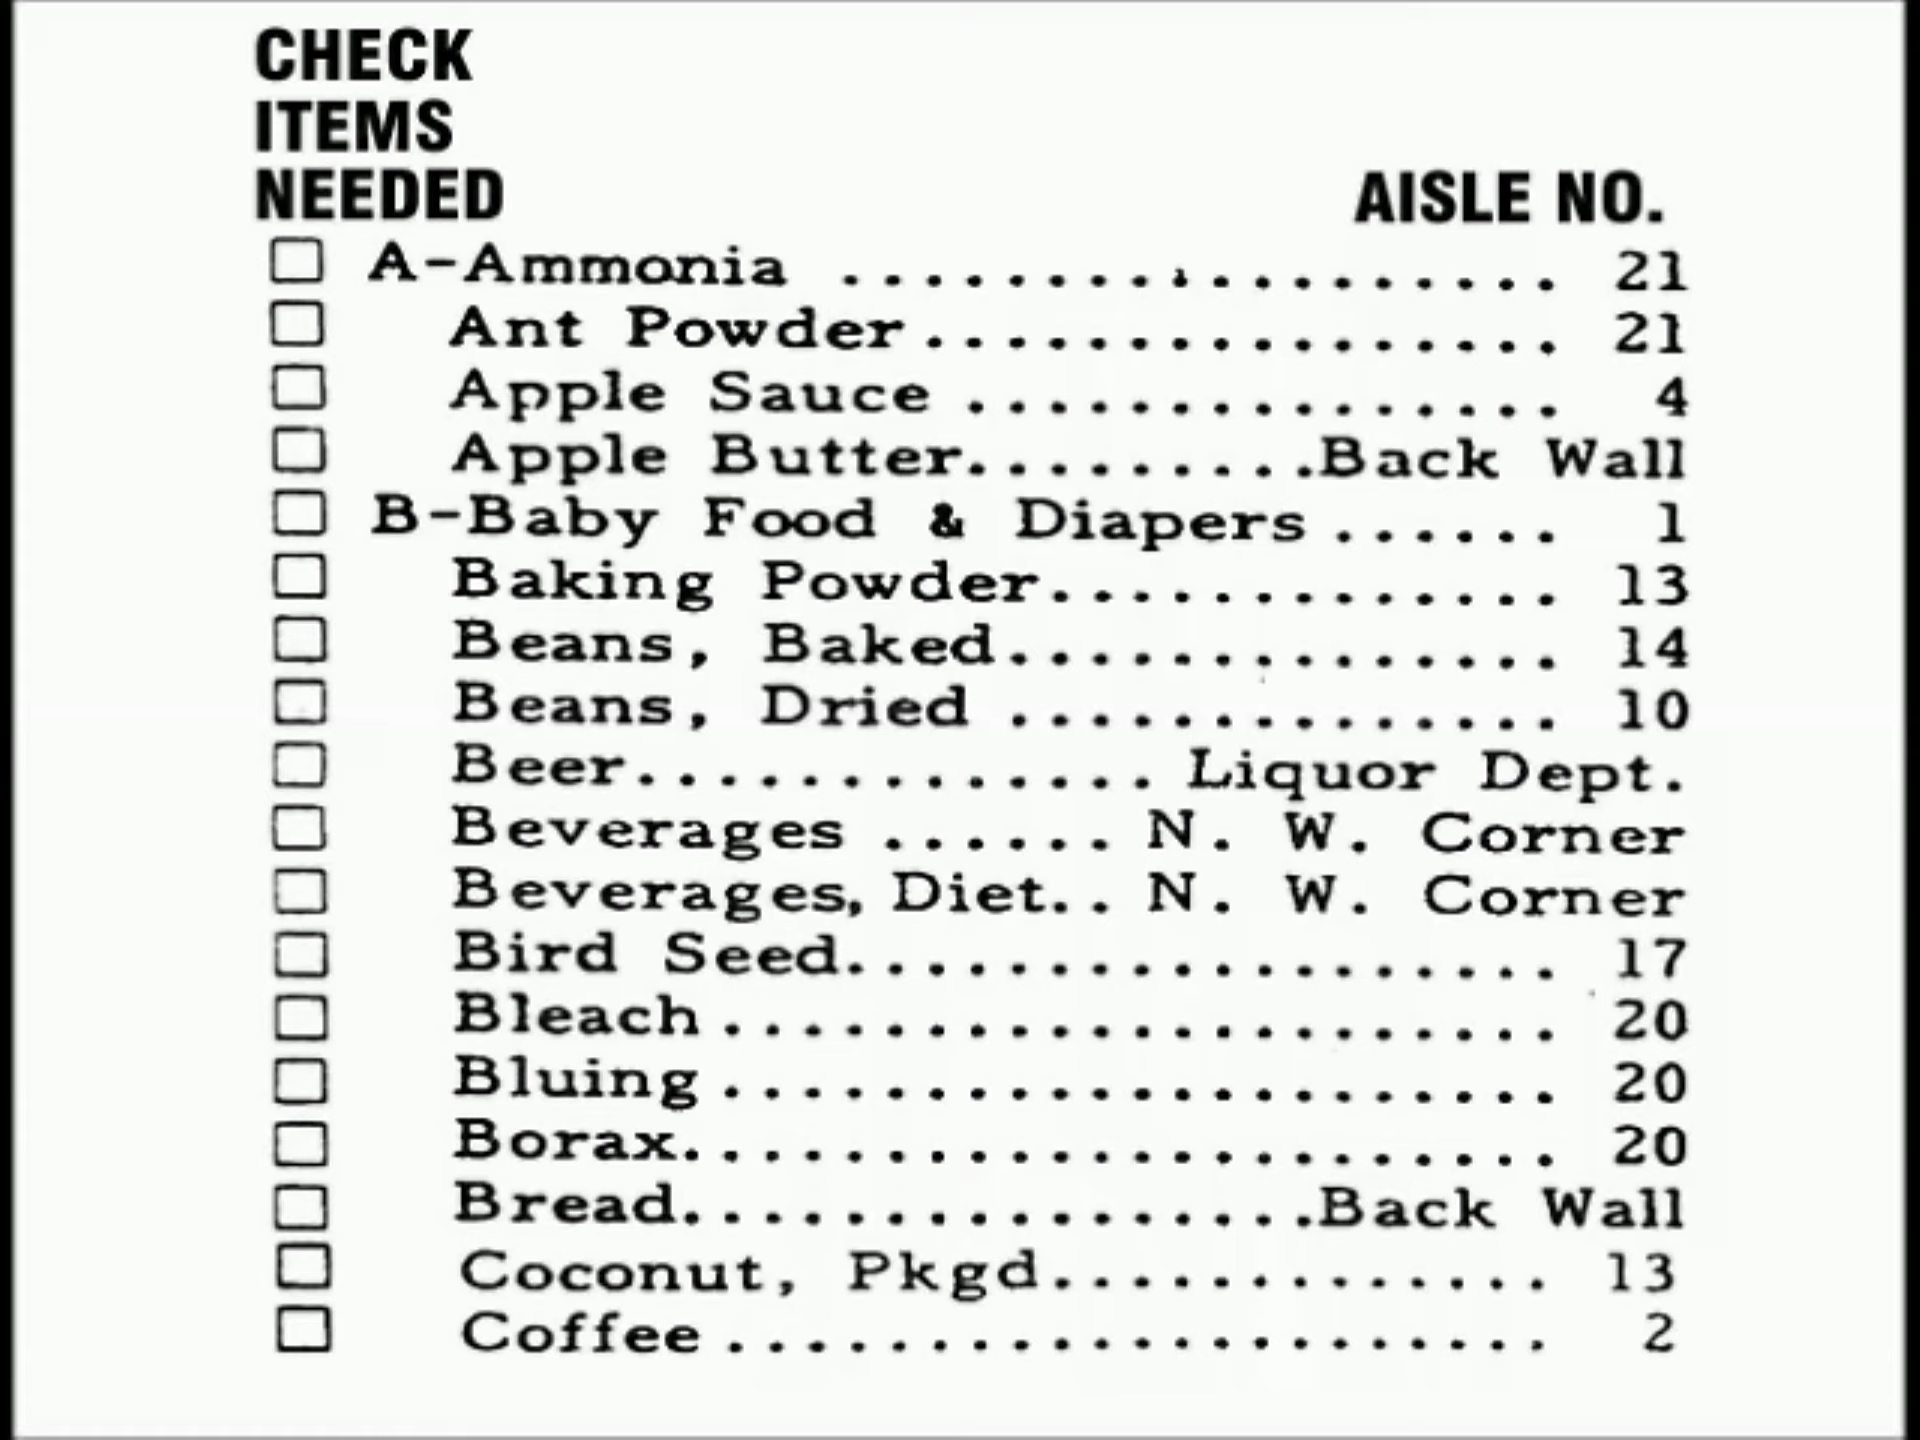 CHECK
ITEMS
NEEDED AISLE NO.
A-Ammonia .................. 21
Ant Powder................ 21
Apple Sauce ............... 4
Apple Butter.........Back Wall
B-Baby Food & Diapers ...... 1
Baking Powder............. 13
Beans, Baked.............. 14
Beans, Dried .............. 10
Beer............. Liquor Dept.
Beverages ...... N. W. Corner
Beverages, Diet.. N. W. Corner
Bird Seed.................. 17
Bleach ..................... 20
Bluing ..................... 20
Borax...................... 20
Bread................Back Wall
Coconut, Pkgd............. 13
Coffee .................... 2